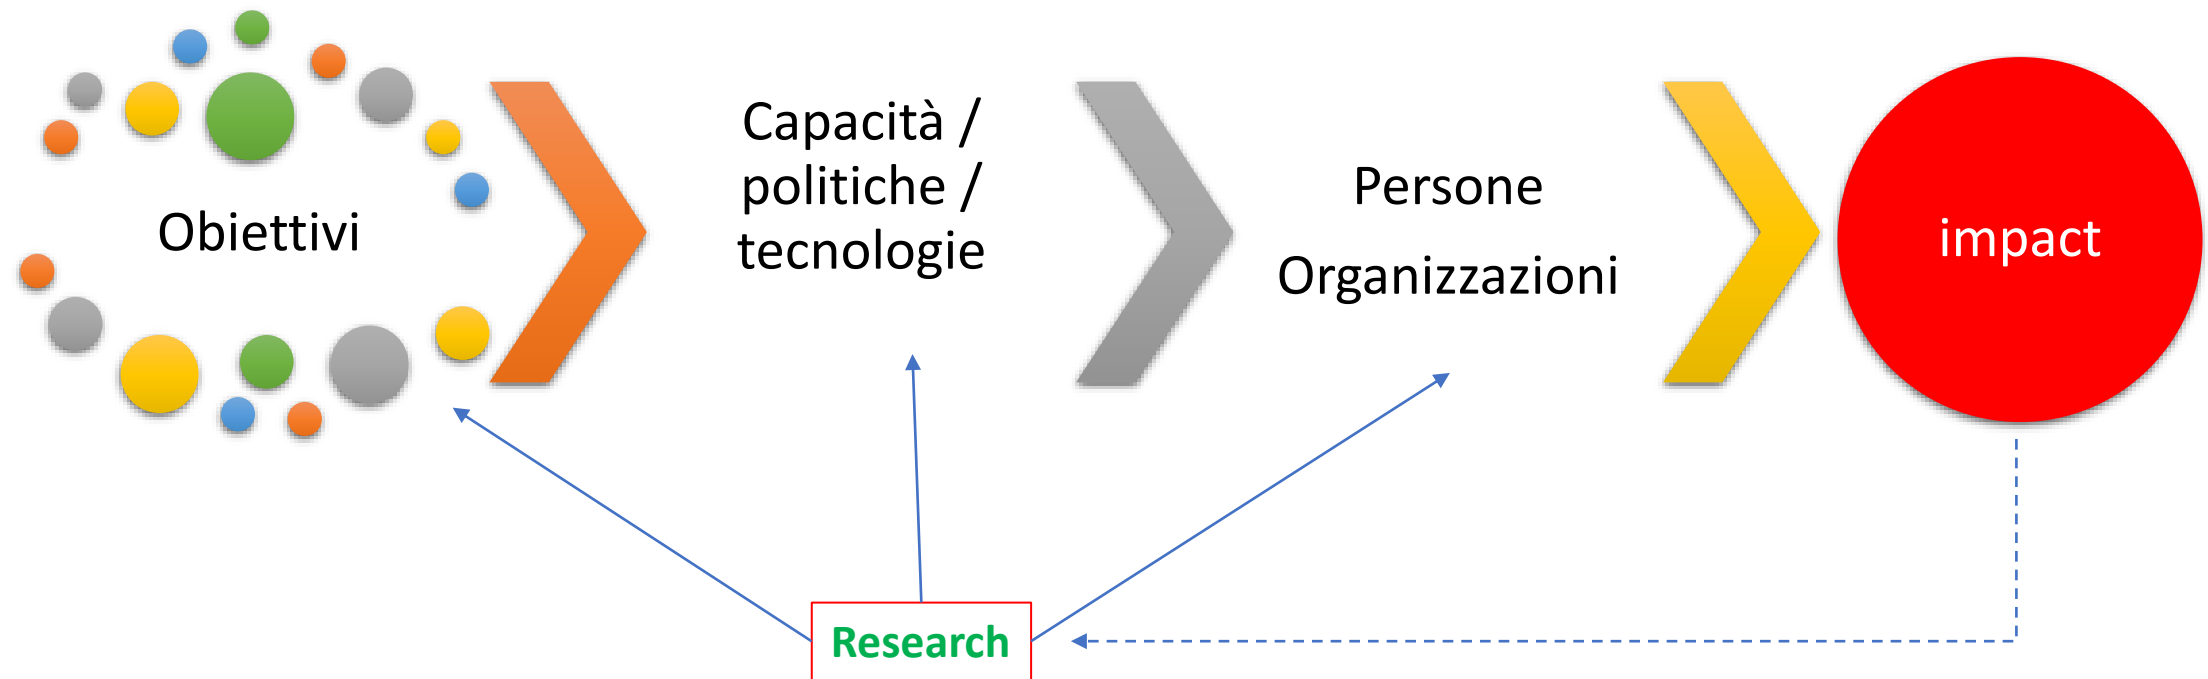 Obiettivi
Capacità /
politiche /
tecnologie
Persone
Organizzazioni
impact
Research